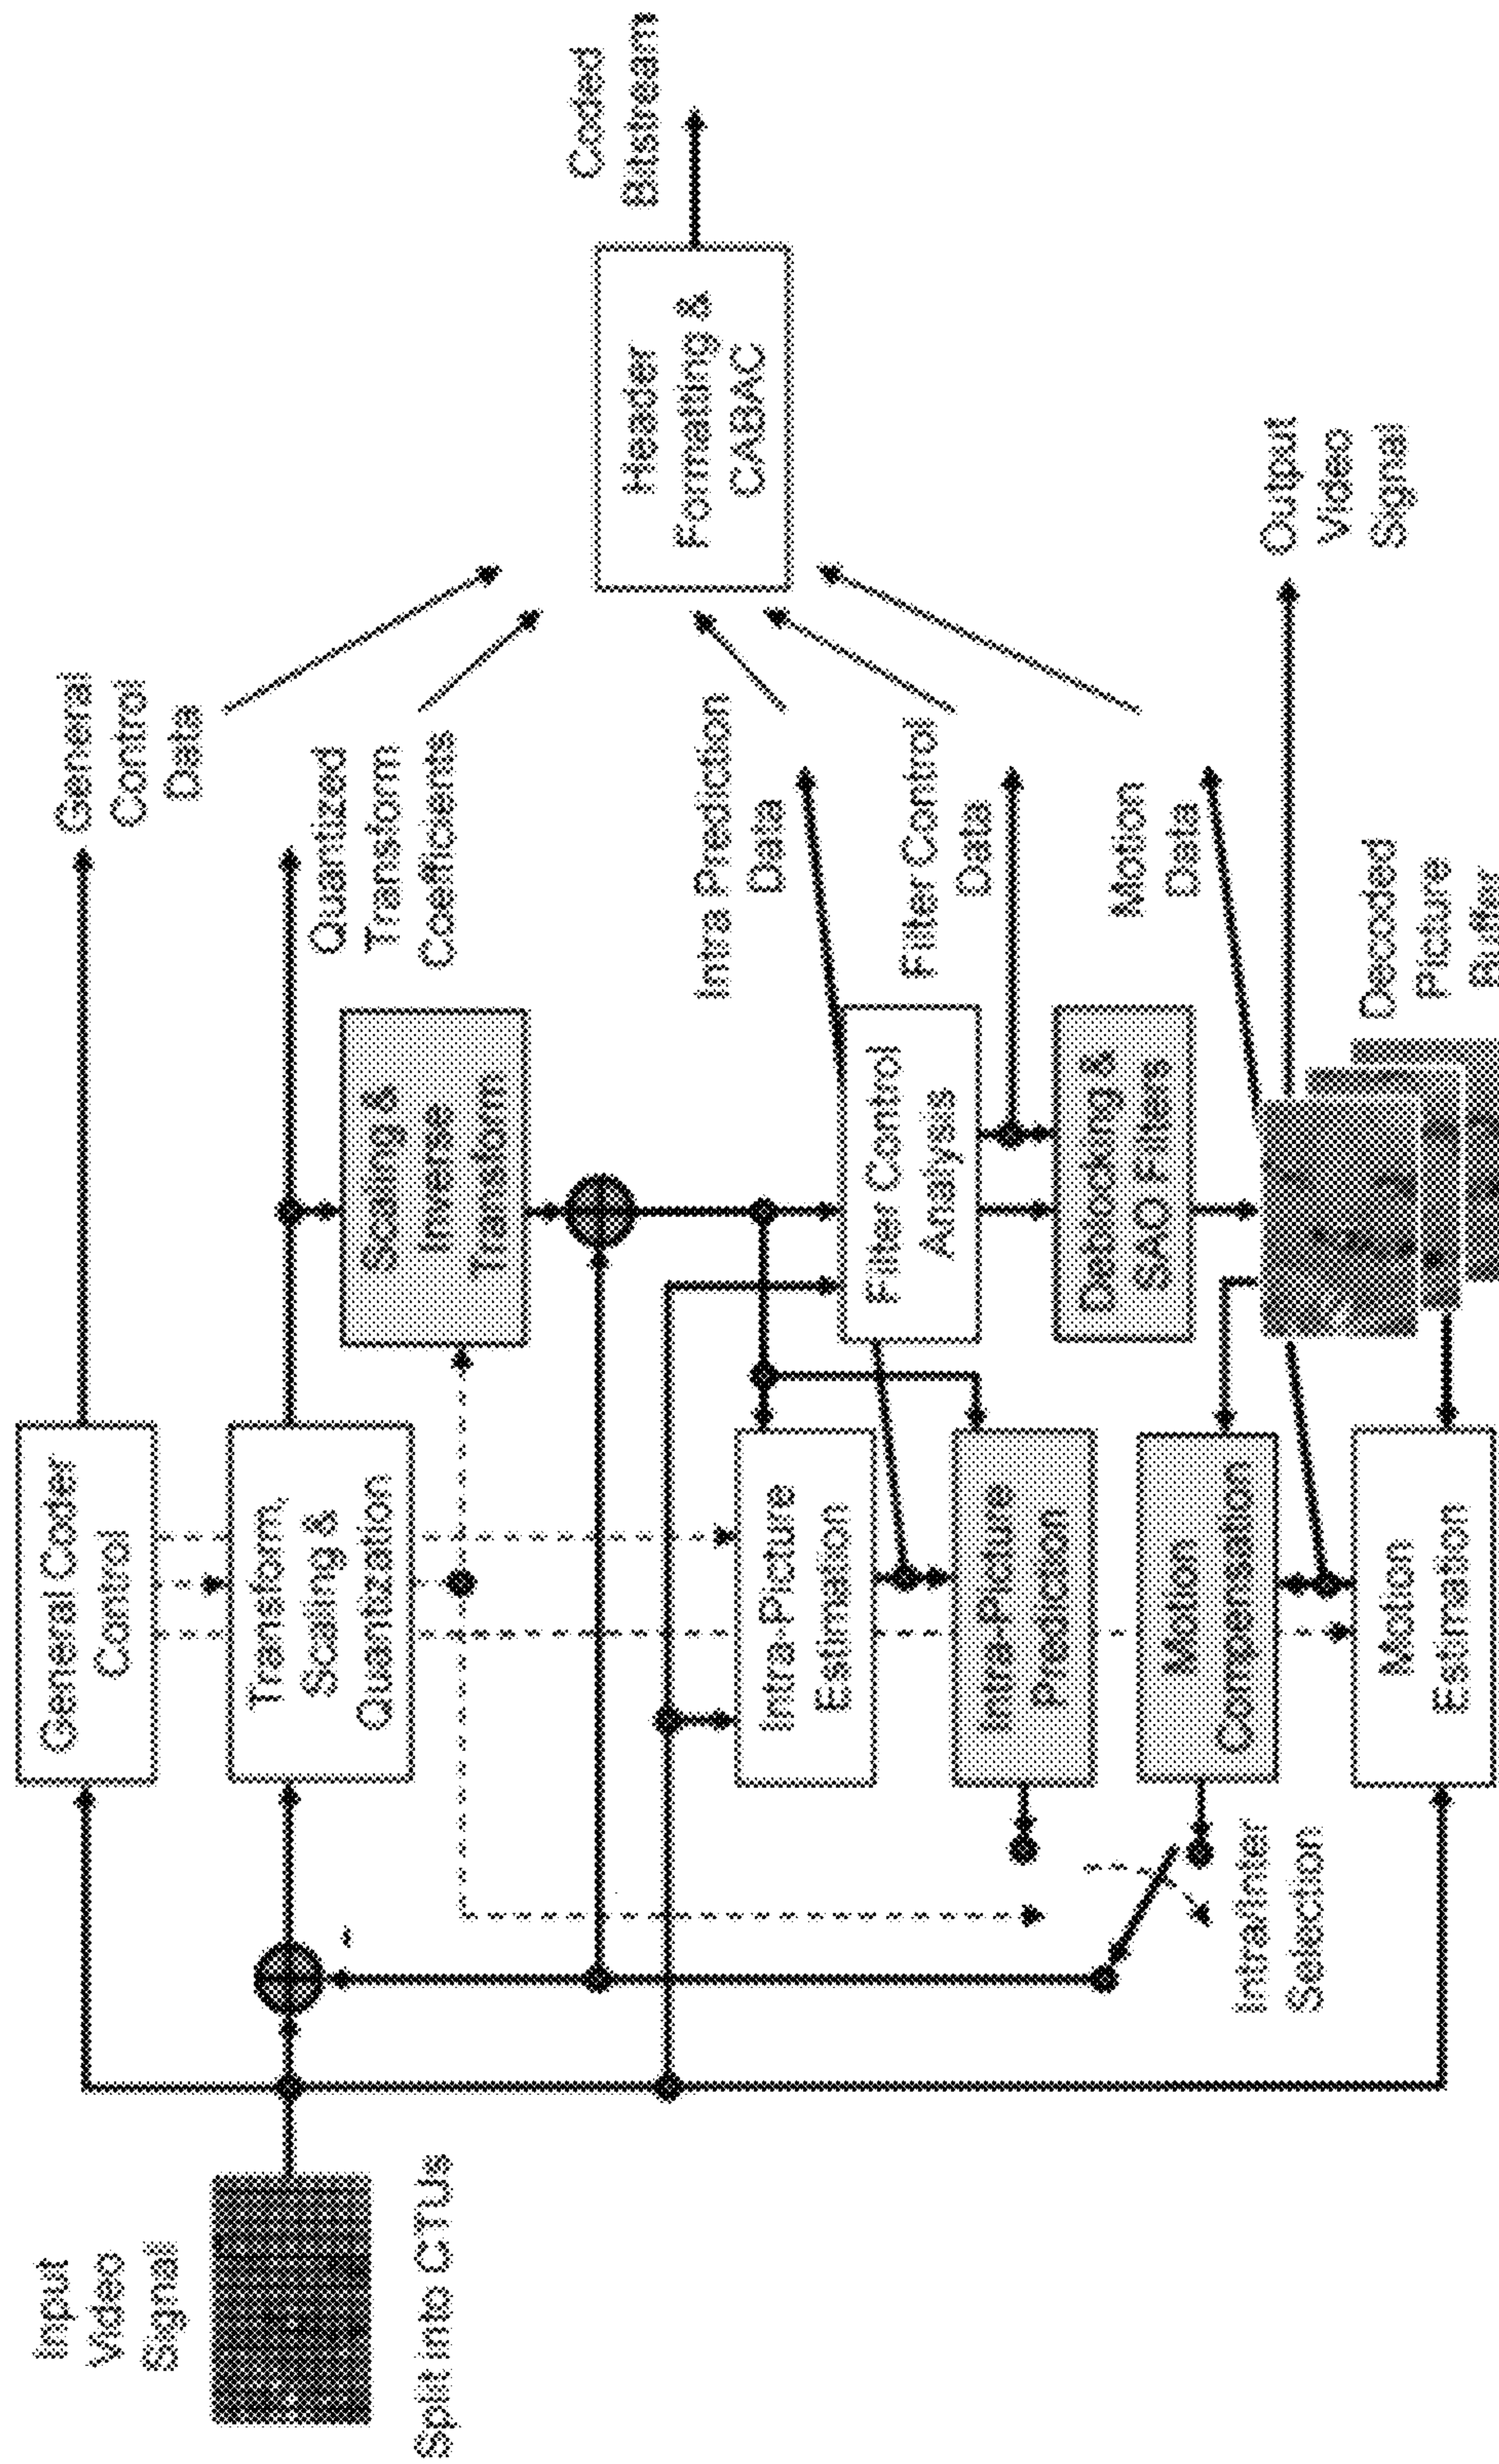 Input
Video
Signal
Split into CTUs
General Coder
Control
Transform,
Scaling &
Quantization
Scaling &
Inverse
Transform
General
Control
Data
Quantized
Transform
Coefficients
Intra-Picture
Estimation
Intra-Picture
Prediction
Motion
Compensation
Motion
Estimation
Intra/Inter
Selection
Filter Control
Analysis
Deblocking &
SAO Filters
Intra Prediction
Data
Filter Control
Data
Motion
Data
Decoded
Picture
Buffer
Output
Video
Signal
Header
Formatting &
CABAC
Coded
Bitstream
-